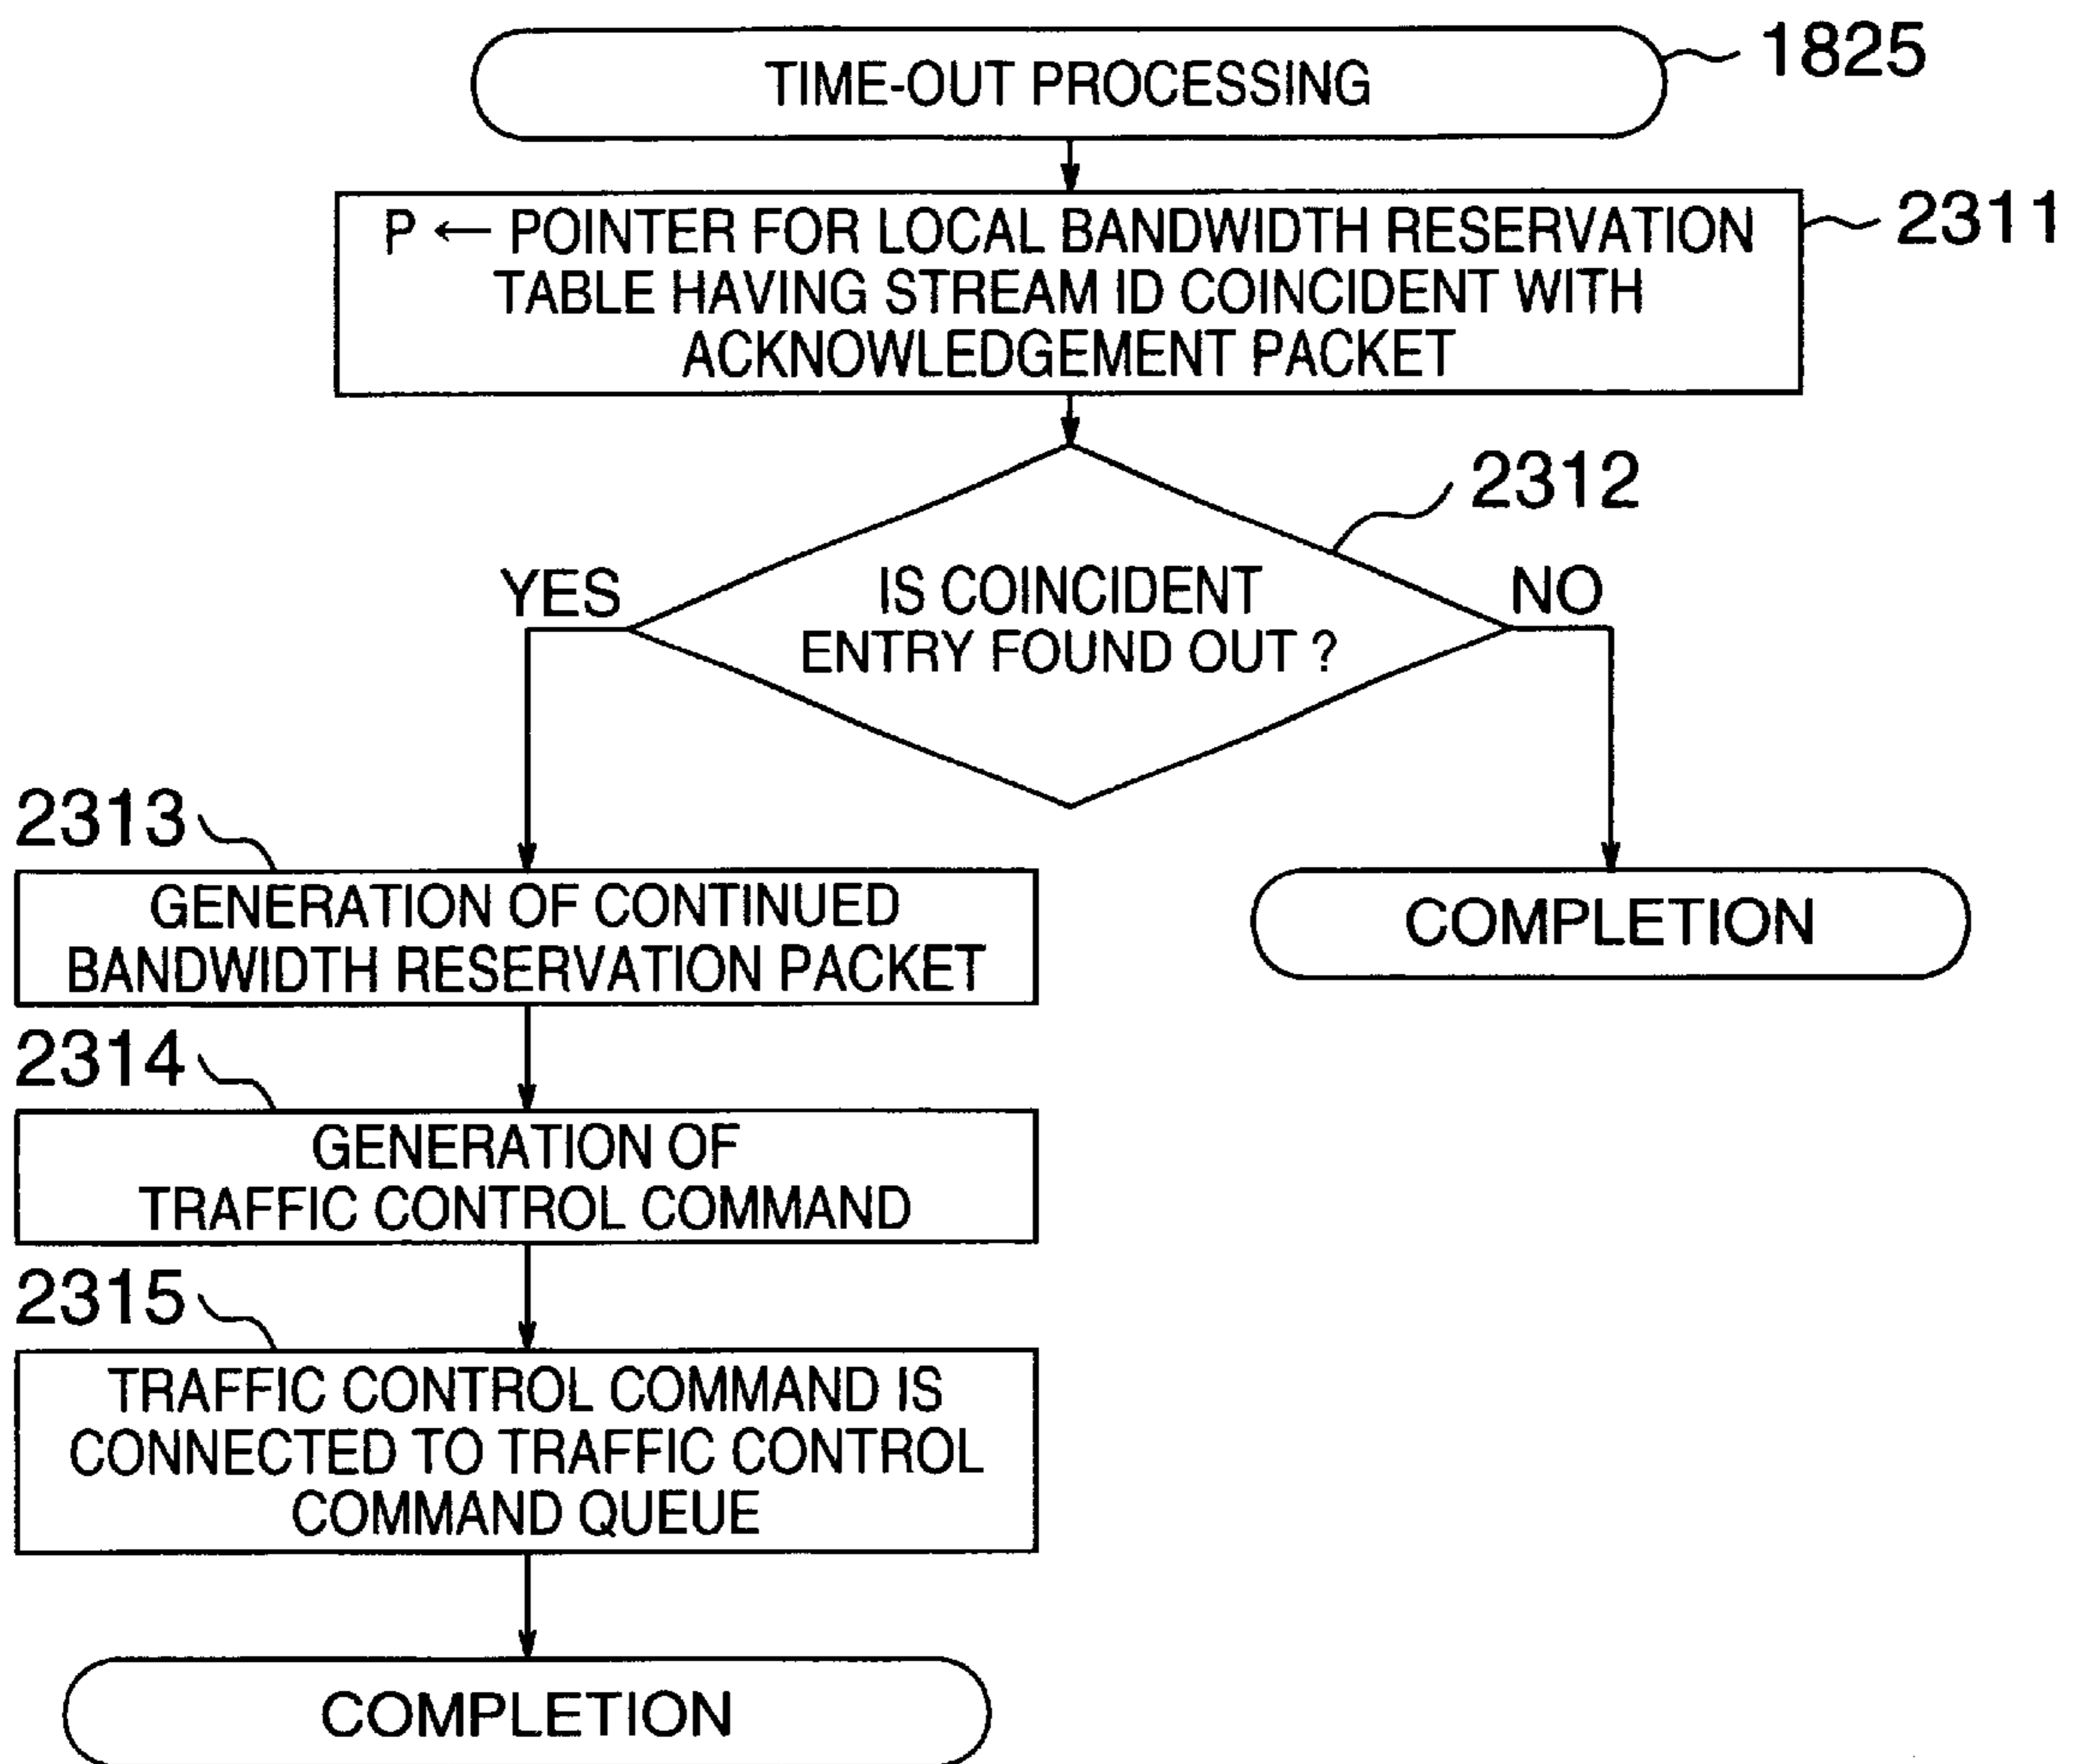 TIME-OUT PROCESSING
1825
P ← POINTER FOR LOCAL BANDWIDTH RESERVATION
TABLE HAVING STREAM ID COINCIDENT WITH
ACKNOWLEDGEMENT PACKET
2311
2312
IS COINCIDENT
ENTRY FOUND OUT ?
YES
NO
2313
GENERATION OF CONTINUED
BANDWIDTH RESERVATION PACKET
COMPLETION
2314
GENERATION OF
TRAFFIC CONTROL COMMAND
2315
TRAFFIC CONTROL COMMAND IS
CONNECTED TO TRAFFIC CONTROL
COMMAND QUEUE
COMPLETION